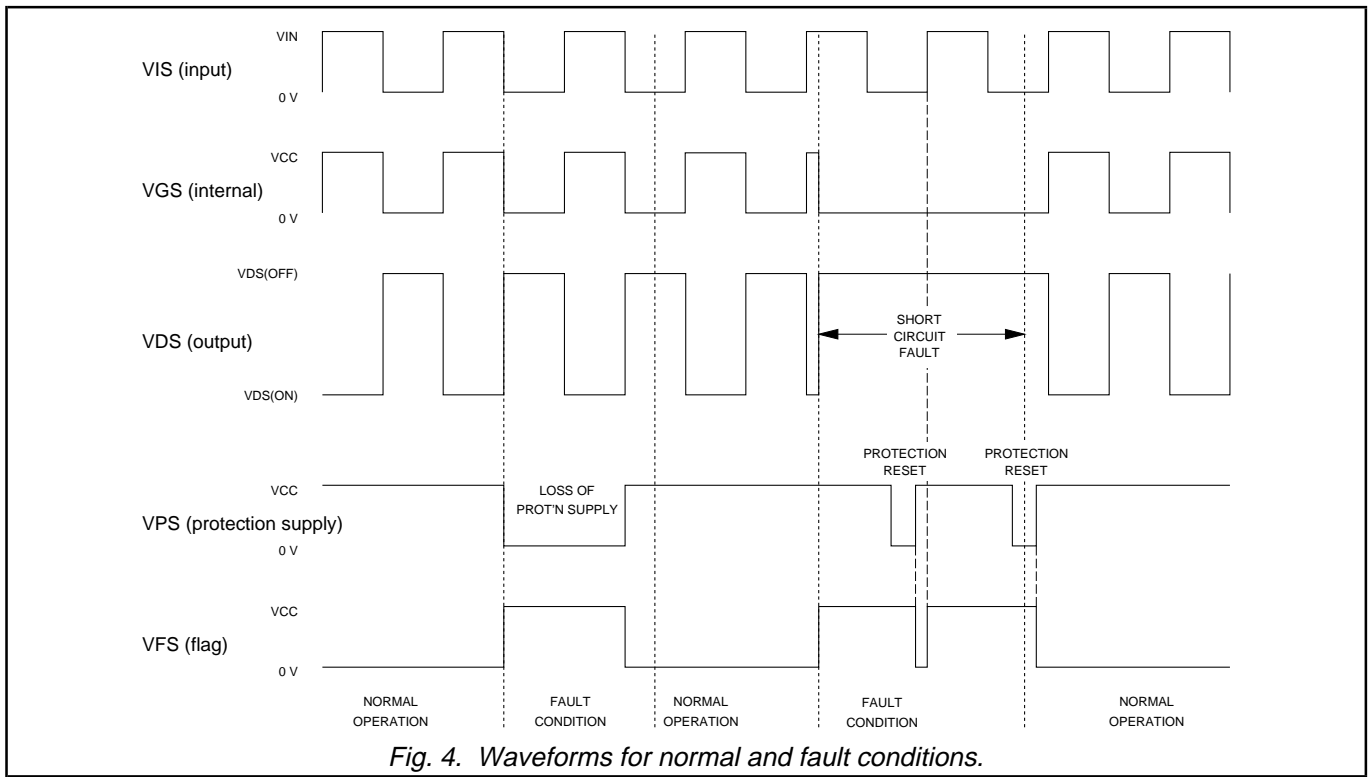 VIN
VIS (input)
0 V
VCC
VGS (internal)
0 V
VDS(OFF)
SHORT
CIRCUIT
FAULT
VDS (output)
VDS(ON)
PROTECTION
RESET
PROTECTION
RESET
VCC
LOSS OF
PROT'N SUPPLY
VPS (protection supply)
0 V
VCC
VFS (flag)
0 V
NORMAL
OPERATION
FAULT
CONDITION
NORMAL
OPERATION
FAULT
CONDITION
NORMAL
OPERATION
Fig. 4. Waveforms for normal and fault conditions.